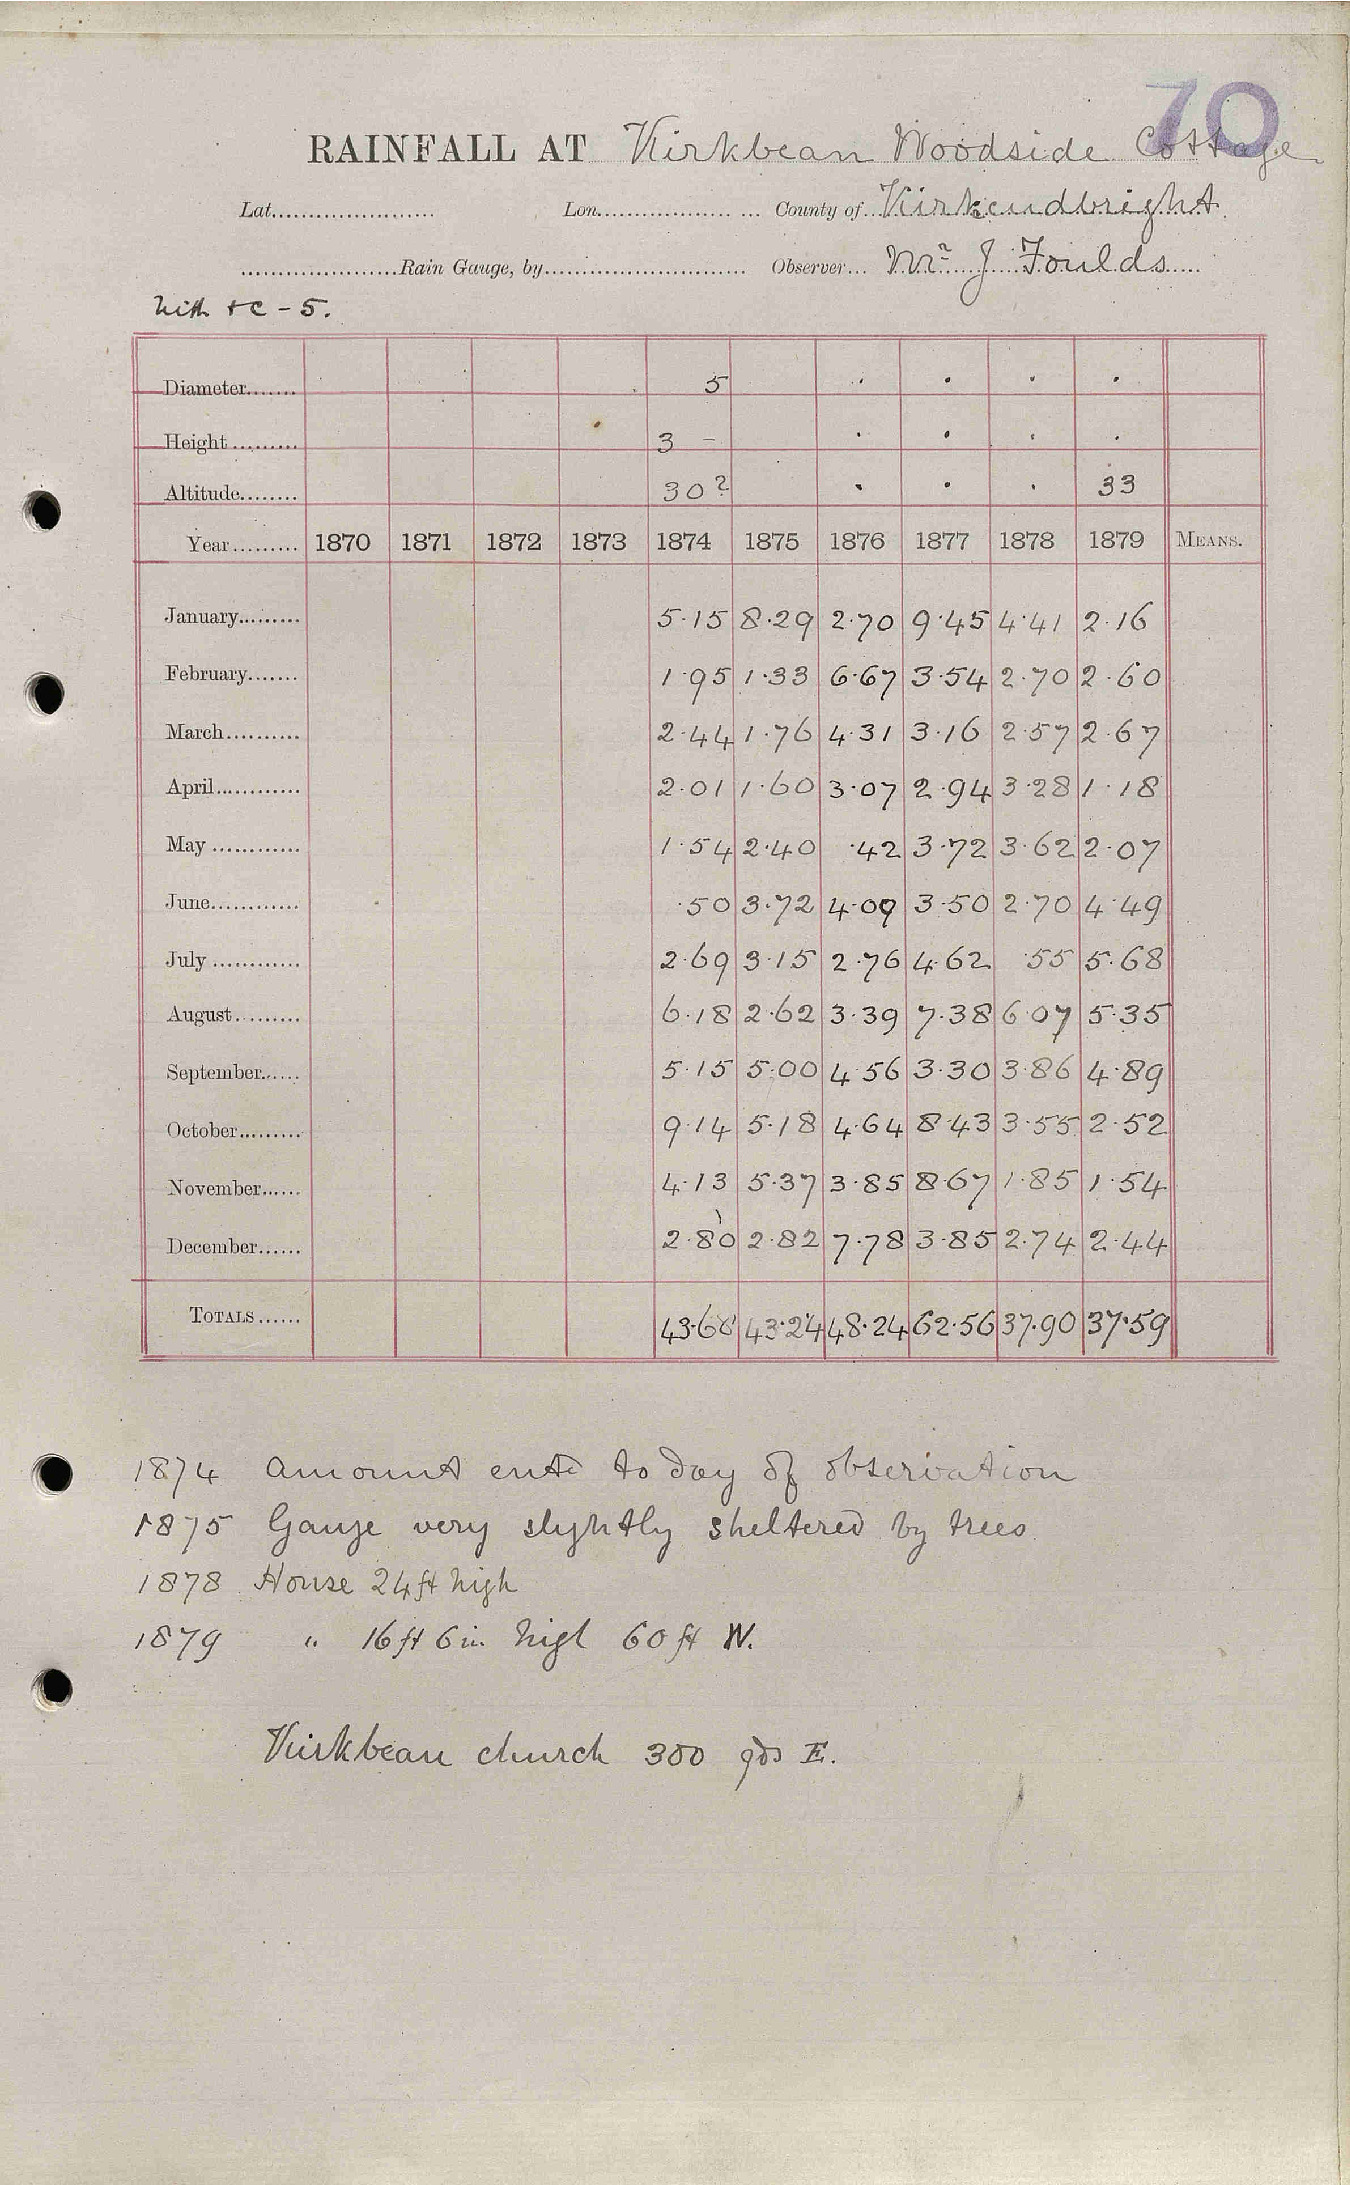 70
RAINFALL AT Kirkbean Woodside Cottage
Lat. Lon. County of Kirkcudbright
Rain Gauge, by Observer Mr J Foulds
+ C - 5.
Diameter 5 . . . .
Height 3 - . . . .
Altitude 30? . . . 33
Year 1870 1871 1872 1873 1874 1875 1876 1877 1878 1879 MEANS.
January 5.15 8.29 2.70 9.45 4.41 2.16
February 1.95 1.33 6.67 3.54 2.70 2.60
March 2.44 1.76 4.31 3.16 2.57 2.67
April 2.01 1.60 3.07 2.94 3.28 1.18
May 1.54 2.40 .42 3.72 3.62 2.07
June .50 3.72 4.09 3.50 2.70 4.49
July 2.69 3.15 2.76 4.62 .55 5.68
August 6.18 2.62 3.39 7.38 6.07 5.35
September 5.15 5.00 4.56 3.30 3.86 4.89
October 9.14 5.18 4.64 8.43 3.55 2.52
November 4.13 5.37 3.85 8.67 1.85 1.54
December 2.80 2.82 7.78 3.85 2.74 2.44
TOTALS 43.68 43.24 48.24 62.56 37.90 37.59
1874 Amount entd to day of observation
1875 Gauge very slightly sheltered by trees
1878 House 24 ft high
1879 " 16 ft 6 in high 60 ft W.
Kirkbean church 300 yds E.